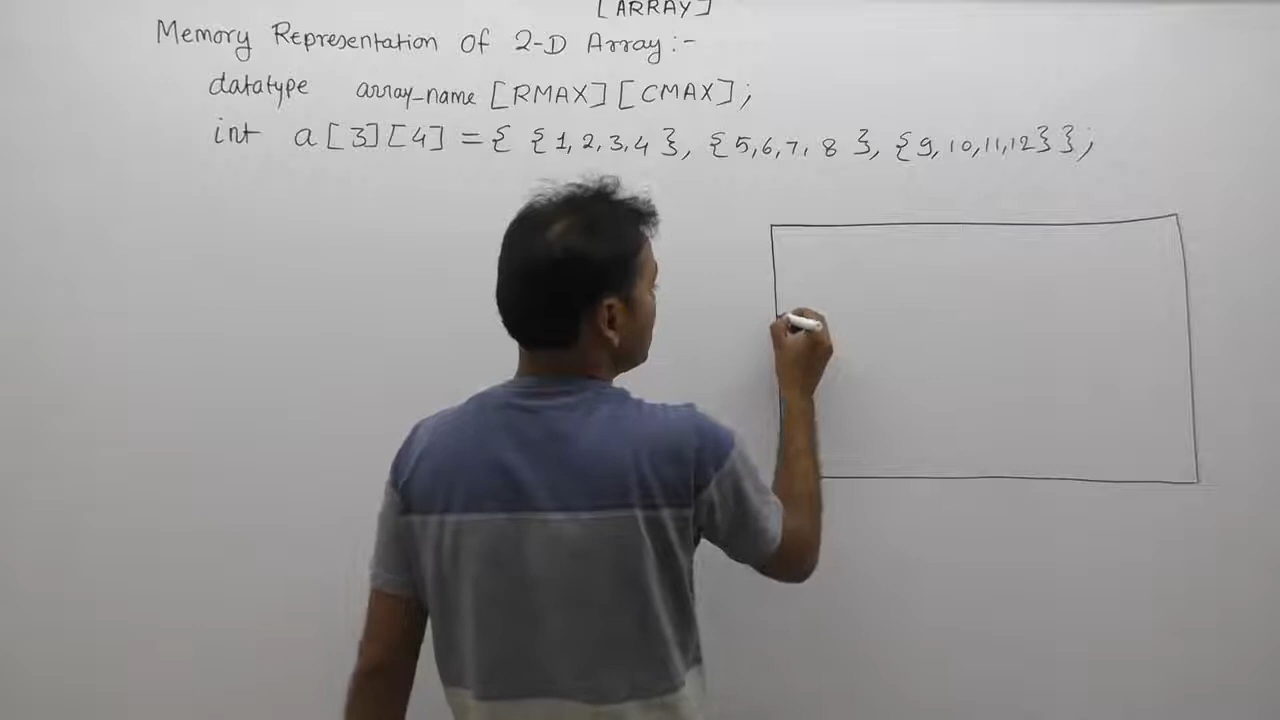 [ARRAY]
Memory Representation Of 2-D Array:-
datatype array_name [RMAX][CMAX];
int a[3][4] = { {1,2,3,4}, {5,6,7,8}, {9,10,11,12} };